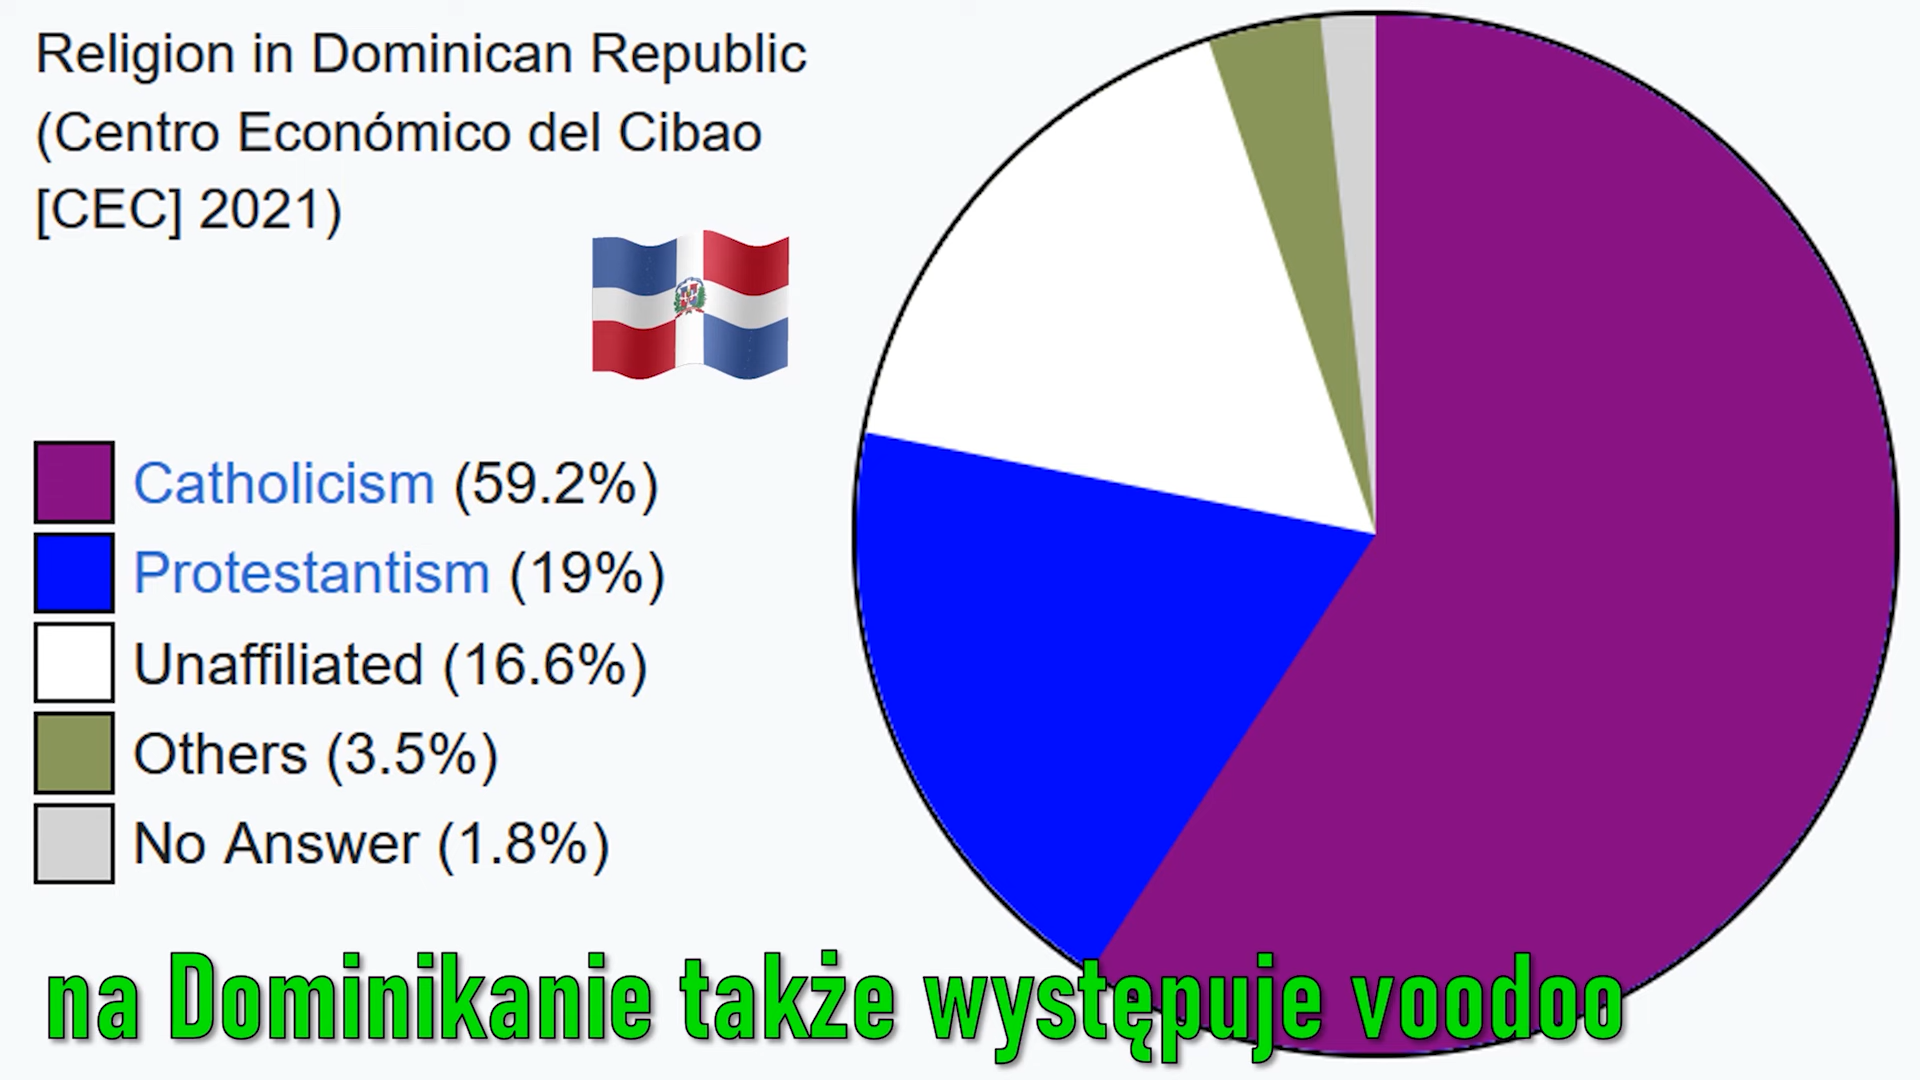 Religion in Dominican Republic
(Centro Económico del Cibao
[CEC] 2021)
Catholicism (59.2%)
Protestantism (19%)
Unaffiliated (16.6%)
Others (3.5%)
No Answer (1.8%)
na Dominikanie także występuje voodoo